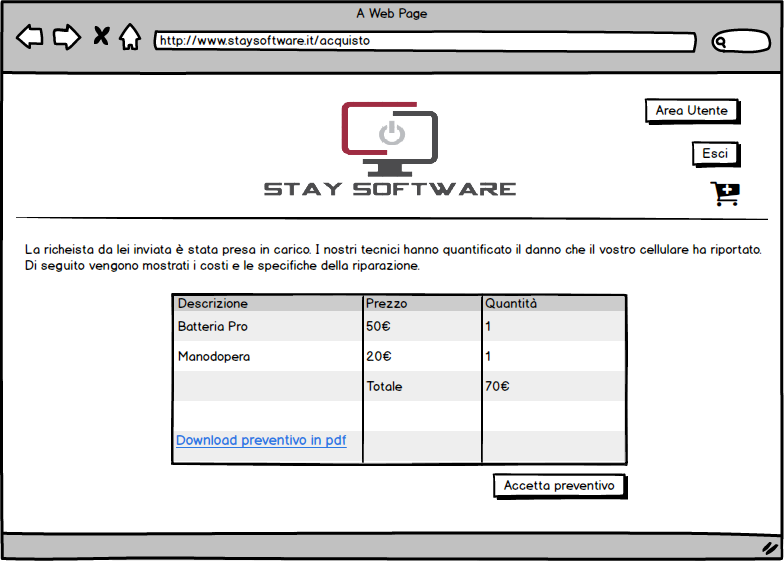 A Web Page
http://www.staysoftware.it/acquisto
Area Utente
Esci
STAY SOFTWARE
La richeista da lei inviata è stata presa in carico. I nostri tecnici hanno quantificato il danno che il vostro cellulare ha riportato.
Di seguito vengono mostrati i costi e le specifiche della riparazione.
Descrizione Prezzo Quantità
Batteria Pro 50€ 1
Manodopera 20€ 1
Totale 70€
Download preventivo in pdf
Accetta preventivo